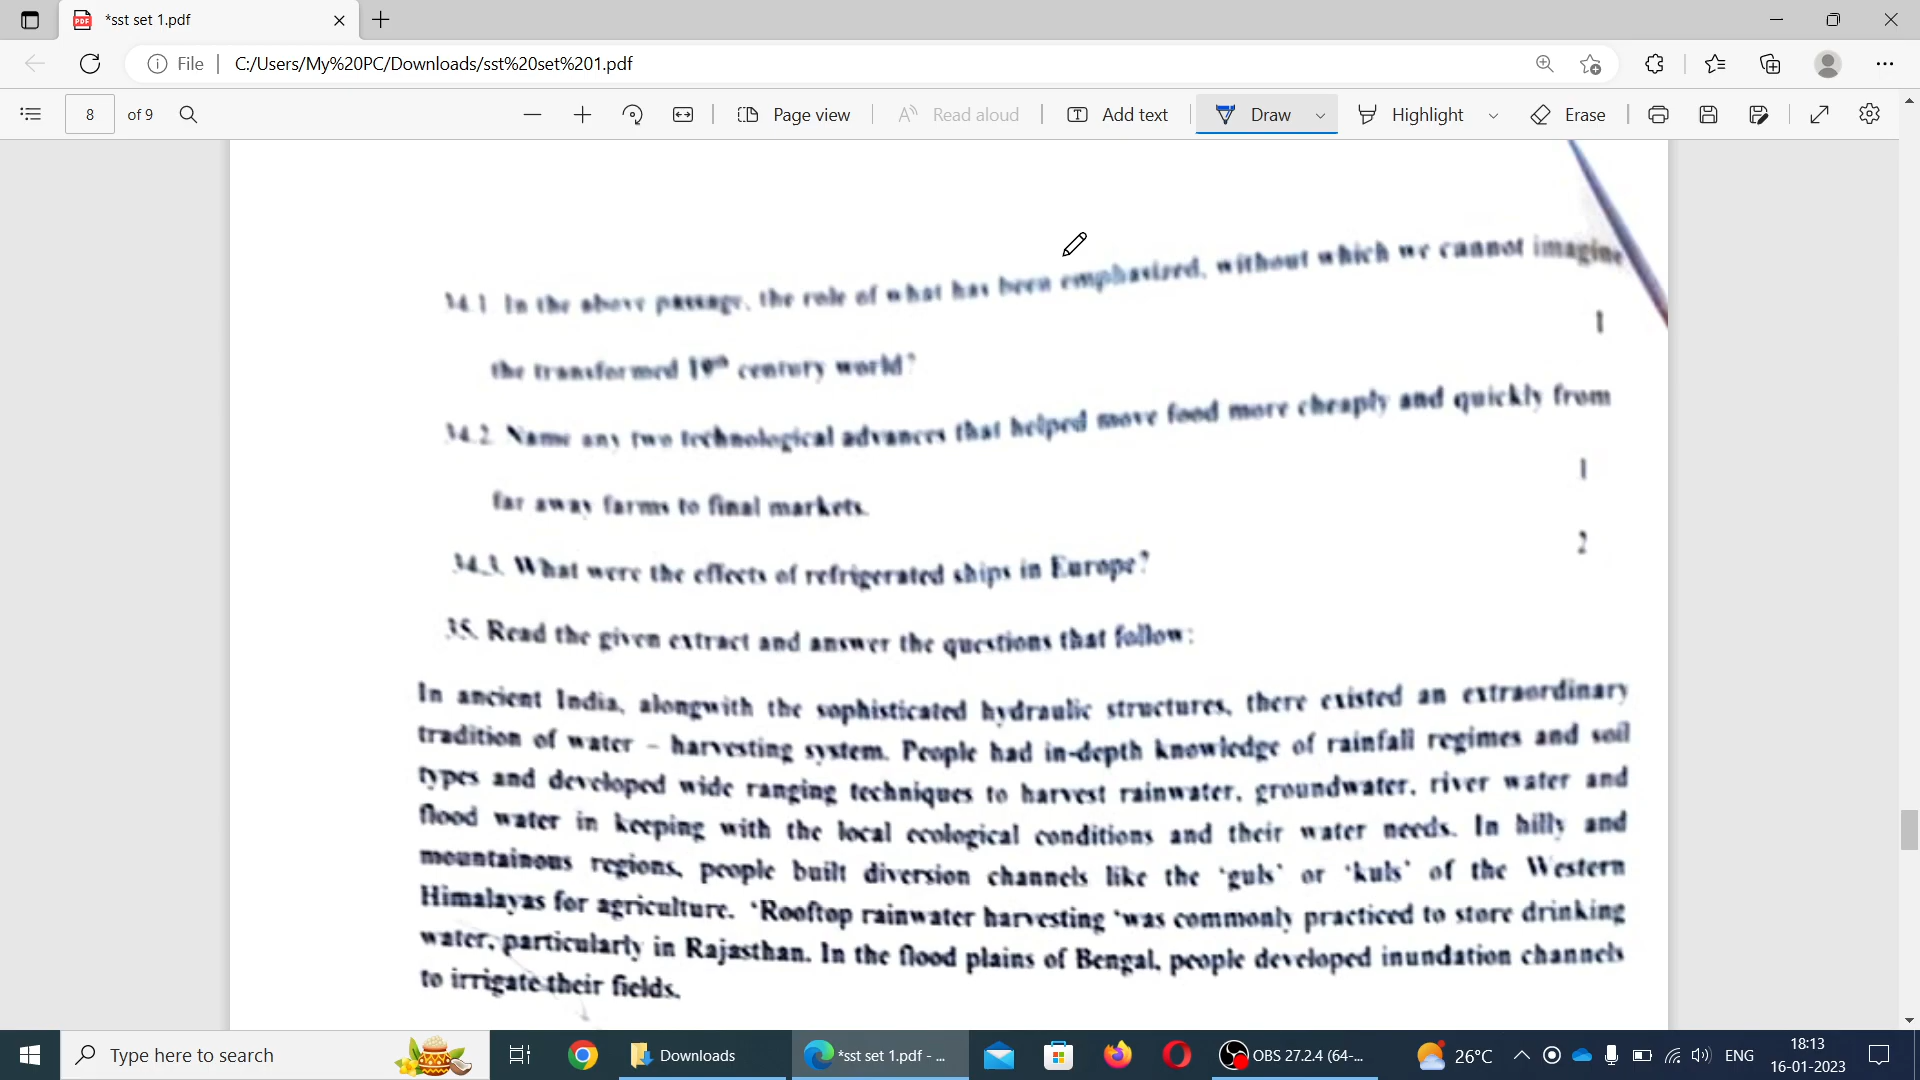 *sst set 1.pdf
File
C:/Users/My%20PC/Downloads/sst%20set%201.pdf
8 of 9
Page view
Read aloud
Add text
Draw
Highlight
Erase
34.1 In the above passage, the role of what has been emphasized, without which we cannot imagine
1
the transformed 19th century world?
34.2 Name any two technological advances that helped move food more cheaply and quickly from
1
far away farms to final markets.
2
34.3. What were the effects of refrigerated ships in Europe?
35. Read the given extract and answer the questions that follow:
In ancient India, alongwith the sophisticated hydraulic structures, there existed an extraordinary
tradition of water – harvesting system. People had in-depth knowledge of rainfall regimes and soil
types and developed wide ranging techniques to harvest rainwater, groundwater, river water and
flood water in keeping with the local ecological conditions and their water needs. In hilly and
mountainous regions, people built diversion channels like the ‘guls’ or ‘kuls’ of the Western
Himalayas for agriculture. ‘Rooftop rainwater harvesting ‘was commonly practiced to store drinking
water, particularly in Rajasthan. In the flood plains of Bengal, people developed inundation channels
to irrigate their fields.
Type here to search
Downloads
*sst set 1.pdf - ...
OBS 27.2.4 (64-...
26°C
ENG
18:13
16-01-2023